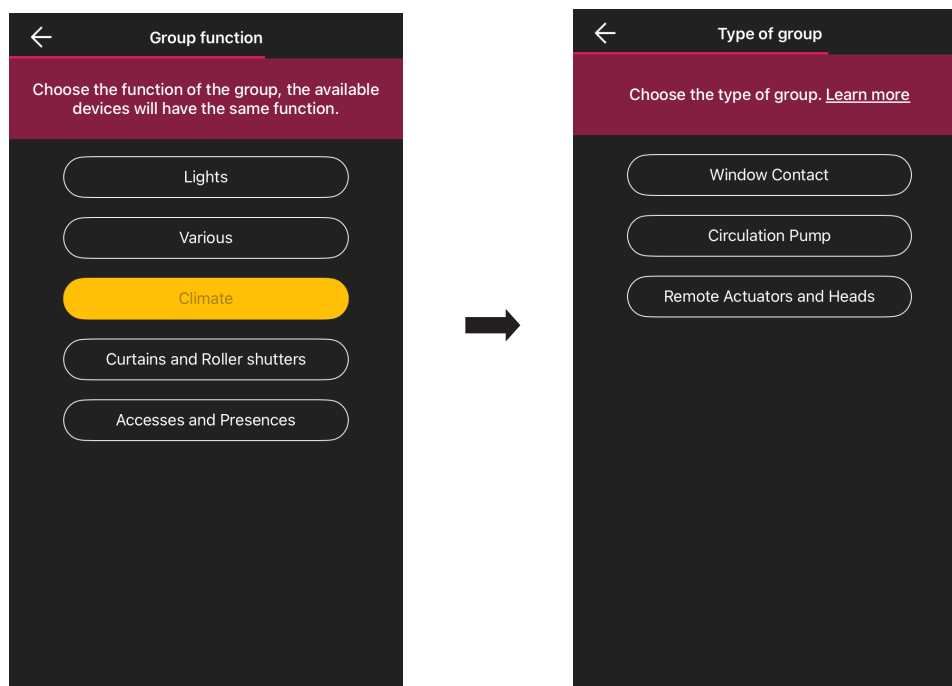 Group function
Choose the function of the group, the available
devices will have the same function.
Lights
Various
Climate
Curtains and Roller shutters
Accesses and Presences
Type of group
Choose the type of group. Learn more
Window Contact
Circulation Pump
Remote Actuators and Heads